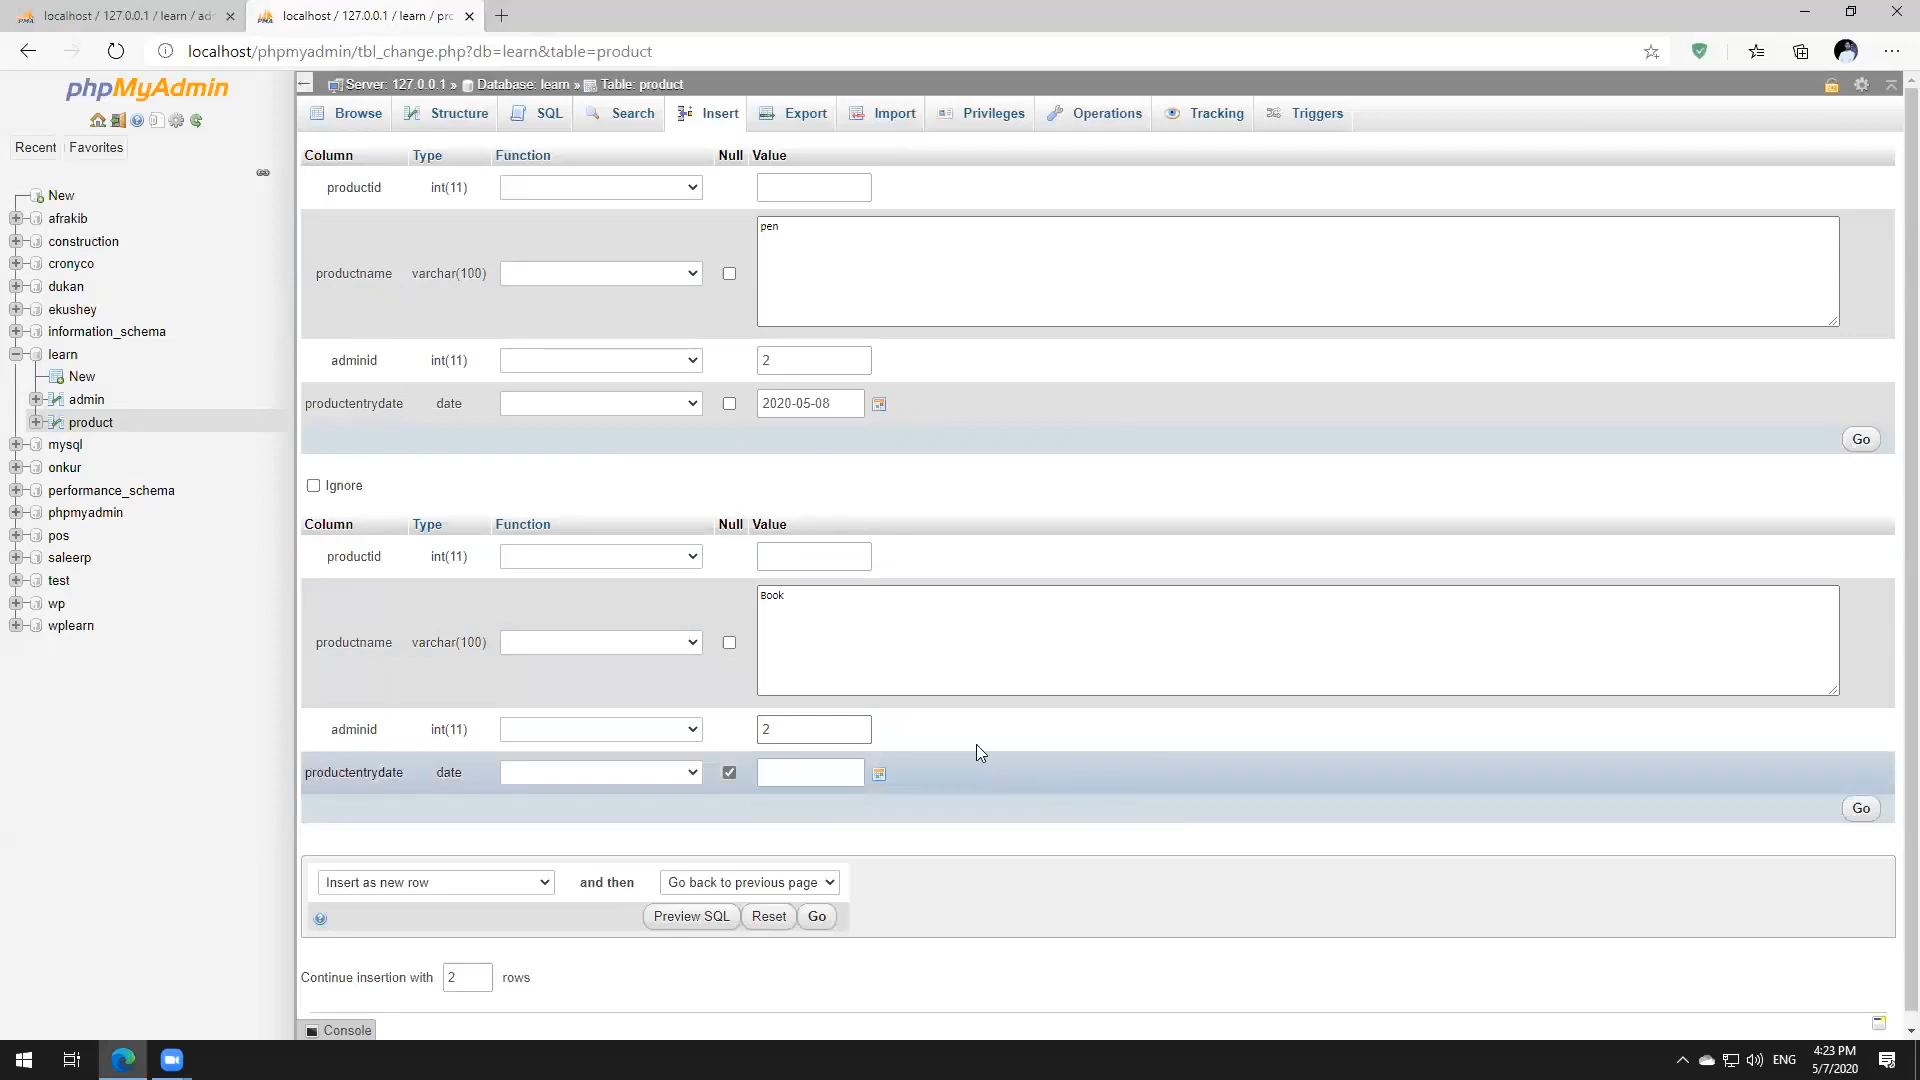 localhost / 127.0.0.1 / learn / ad
localhost / 127.0.0.1 / learn / pro
localhost/phpmyadmin/tbl_change.php?db=learn&table=product
phpMyAdmin
Recent Favorites
New
afrakib
construction
cronyco
dukan
ekushey
information_schema
learn
New
admin
product
mysql
onkur
performance_schema
phpmyadmin
pos
saleerp
test
wp
wplearn
Server: 127.0.0.1 » Database: learn » Table: product
Browse Structure SQL Search Insert Export Import Privileges Operations Tracking Triggers
Column Type Function Null Value
productid int(11)
productname varchar(100) pen
adminid int(11) 2
productentrydate date 2020-05-08
Go
Ignore
Column Type Function Null Value
productid int(11)
productname varchar(100) Book
adminid int(11) 2
productentrydate date
Go
Insert as new row and then Go back to previous page
Preview SQL Reset Go
Continue insertion with 2 rows
Console
ENG
4:23 PM
5/7/2020